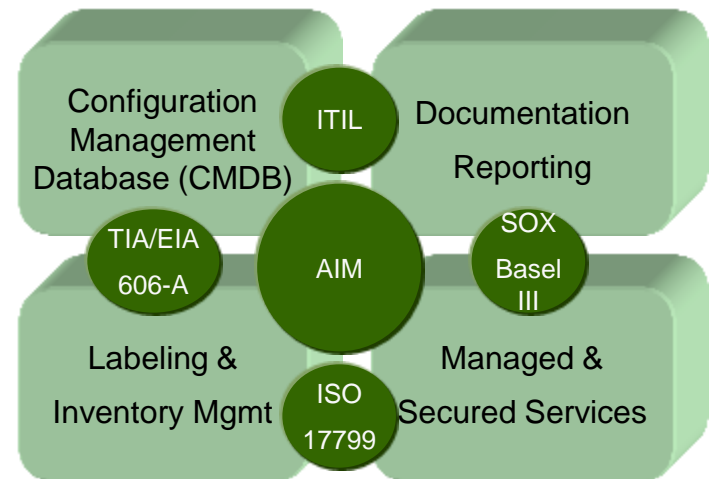 Configuration
Management
Database (CMDB)
ITIL
Documentation
Reporting
TIA/EIA
606-A
AIM
SOX
Basel
III
Labeling &
Inventory Mgmt
ISO
17799
Managed &
Secured Services